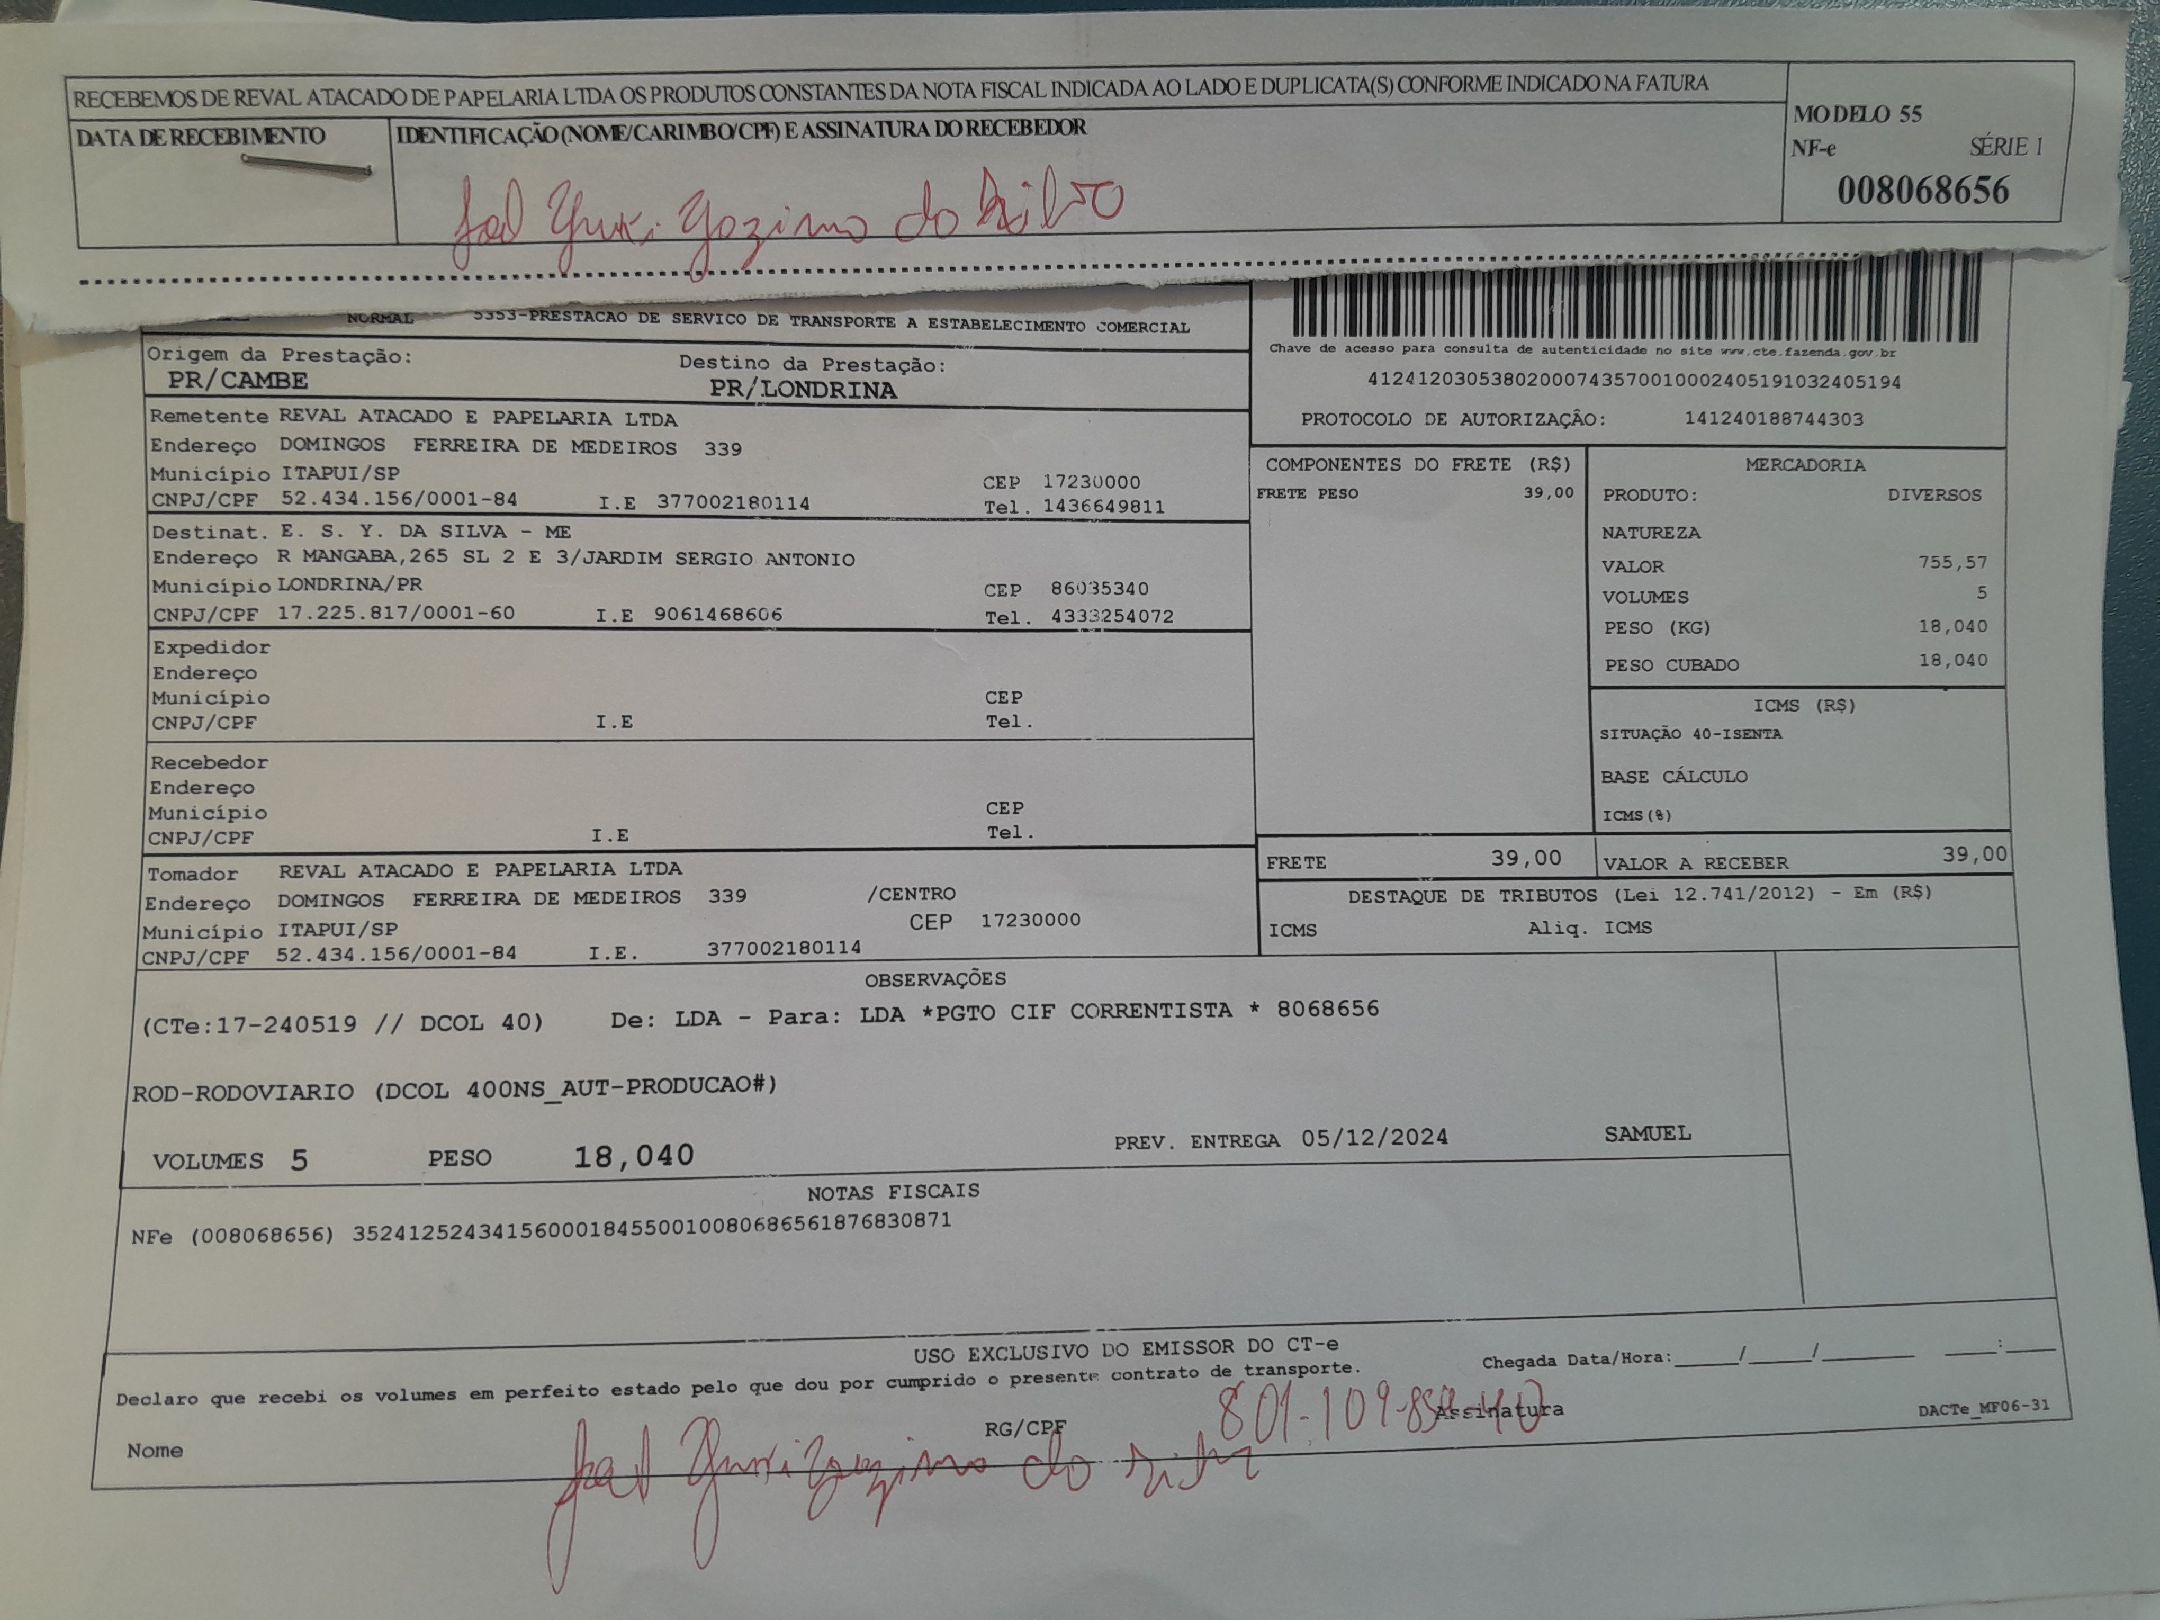 RECEBEMOS DE REVAL ATACADO DE PAPELARIA LTDA OS PRODUTOS CONSTANTES DA NOTA FISCAL INDICADA AO LADO E DUPLICATA(S) CONFORME INDICADO NA FATURA
DATA DE RECEBIMENTO
IDENTIFICAÇÃO (NOME/CARIMBO/CPF) E ASSINATURA DO RECEBEDOR
MODELO 55
NF-e SÉRIE 1
008068656
NORMAL 5353-PRESTACAO DE SERVICO DE TRANSPORTE A ESTABELECIMENTO COMERCIAL
Origem da Prestação: Destino da Prestação:
PR/CAMBE PR/LONDRINA
Chave de acesso para consulta de autenticidade no site www.cte.fazenda.gov.br
41241203053802000743570010002405191032405194
PROTOCOLO DE AUTORIZAÇÃO: 141240188744303
Remetente REVAL ATACADO E PAPELARIA LTDA
Endereço DOMINGOS FERREIRA DE MEDEIROS 339
Município ITAPUI/SP CEP 17230000
CNPJ/CPF 52.434.156/0001-84 I.E 377002180114 Tel. 1436649811
Destinat. E. S. Y. DA SILVA - ME
Endereço R MANGABA,265 SL 2 E 3/JARDIM SERGIO ANTONIO
Município LONDRINA/PR CEP 86035340
CNPJ/CPF 17.225.817/0001-60 I.E 9061468606 Tel. 4333254072
Expedidor
Endereço
Município CEP
CNPJ/CPF I.E Tel.
Recebedor
Endereço
Município CEP
CNPJ/CPF I.E Tel.
Tomador REVAL ATACADO E PAPELARIA LTDA
Endereço DOMINGOS FERREIRA DE MEDEIROS 339 /CENTRO
Município ITAPUI/SP CEP 17230000
CNPJ/CPF 52.434.156/0001-84 I.E. 377002180114
COMPONENTES DO FRETE (R$)
FRETE PESO 39,00
MERCADORIA
PRODUTO: DIVERSOS
NATUREZA
VALOR 755,57
VOLUMES 5
PESO (KG) 18,040
PESO CUBADO 18,040
ICMS (R$)
SITUAÇÃO 40-ISENTA
BASE CÁLCULO
ICMS(%)
FRETE 39,00 VALOR A RECEBER 39,00
DESTAQUE DE TRIBUTOS (Lei 12.741/2012) - Em (R$)
ICMS Aliq. ICMS
OBSERVAÇÕES
(CTe:17-240519 // DCOL 40) De: LDA - Para: LDA *PGTO CIF CORRENTISTA * 8068656
ROD-RODOVIARIO (DCOL 400NS_AUT-PRODUCAO#)
VOLUMES 5 PESO 18,040 PREV. ENTREGA 05/12/2024 SAMUEL
NOTAS FISCAIS
NFe (008068656) 35241252434156000184550010080686561876830871
USO EXCLUSIVO DO EMISSOR DO CT-e
Declaro que recebi os volumes em perfeito estado pelo que dou por cumprido o presente contrato de transporte. Chegada Data/Hora:_____/_____/_______ ____:____
Nome RG/CPF Assinatura DACTe_MF06-31